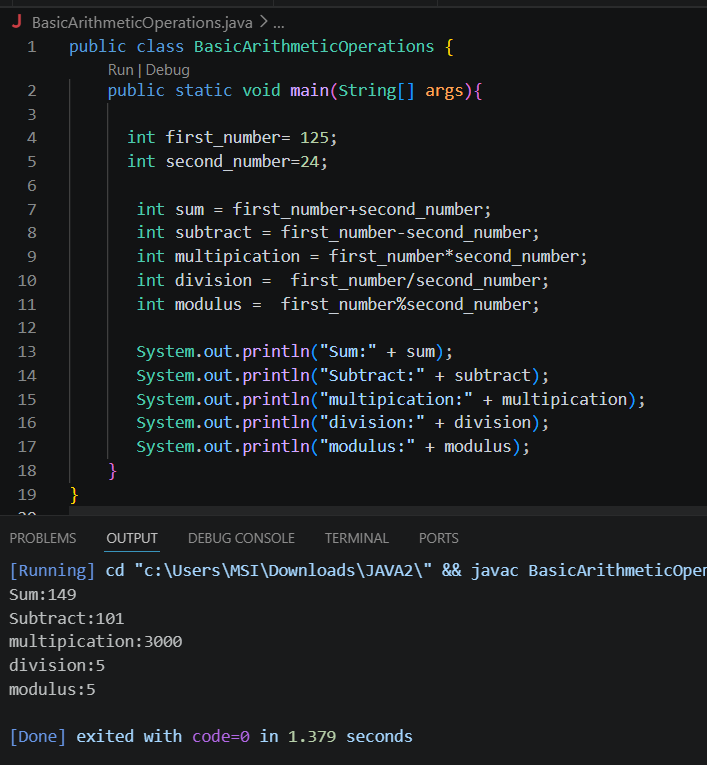 J BasicArithmeticOperations.java > ...
1 public class BasicArithmeticOperations {
Run | Debug
2 public static void main(String[] args){
3
4 int first_number= 125;
5 int second_number=24;
6
7 int sum = first_number+second_number;
8 int subtract = first_number-second_number;
9 int multipication = first_number*second_number;
10 int division =  first_number/second_number;
11 int modulus =  first_number%second_number;
12
13 System.out.println("Sum:" + sum);
14 System.out.println("Subtract:" + subtract);
15 System.out.println("multipication:" + multipication);
16 System.out.println("division:" + division);
17 System.out.println("modulus:" + modulus);
18 }
19 }
PROBLEMS OUTPUT DEBUG CONSOLE TERMINAL PORTS
[Running] cd "c:\Users\MSI\Downloads\JAVA2\" && javac BasicArithmeticOper
Sum:149
Subtract:101
multipication:3000
division:5
modulus:5
[Done] exited with code=0 in 1.379 seconds